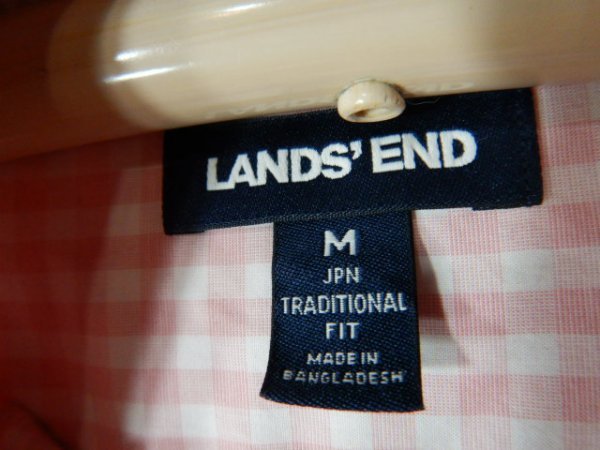 LANDS' END
M
JPN
TRADITIONAL
FIT
MADE IN
BANGLADESH